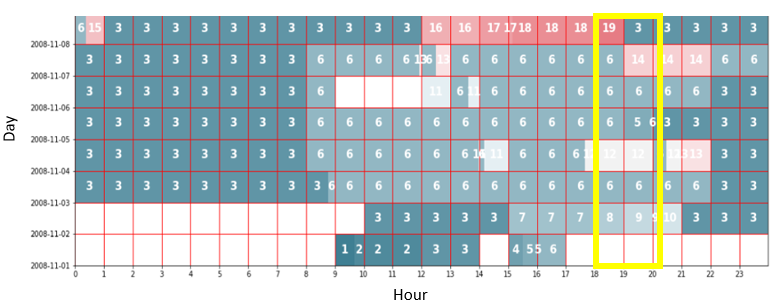 6 15 3 3 3 3 3 3 3 3 3 3 3 16 16 17 17 18 18 18 19 3 3 3 3 3
2008-11-08
3 3 3 3 3 3 3 3 6 6 6 6 13 6 13 6 6 6 6 6 6 14 14 14 6 6
2008-11-07
3 3 3 3 3 3 3 3 6 11 6 11 6 6 6 6 6 6 6 6 3 3
2008-11-06
3 3 3 3 3 3 3 3 6 6 6 6 6 6 6 6 6 6 6 5 6 3 3 3 3
2008-11-05
3 3 3 3 3 3 3 3 6 6 6 6 6 6 11 6 6 6 12 12 13 3 3
2008-11-04
3 3 3 3 3 3 3 3 3 6 6 6 6 6 6 6 6 6 6 6 6 6 6 3 3
2008-11-03
3 3 3 3 3 7 7 7 8 9 9 10 3 3 3
2008-11-02
1 2 2 2 3 3 4 5 5 6
2008-11-01
0 1 2 3 4 5 6 7 8 9 10 11 12 13 14 15 16 17 18 19 20 21 22 23
Day
Hour